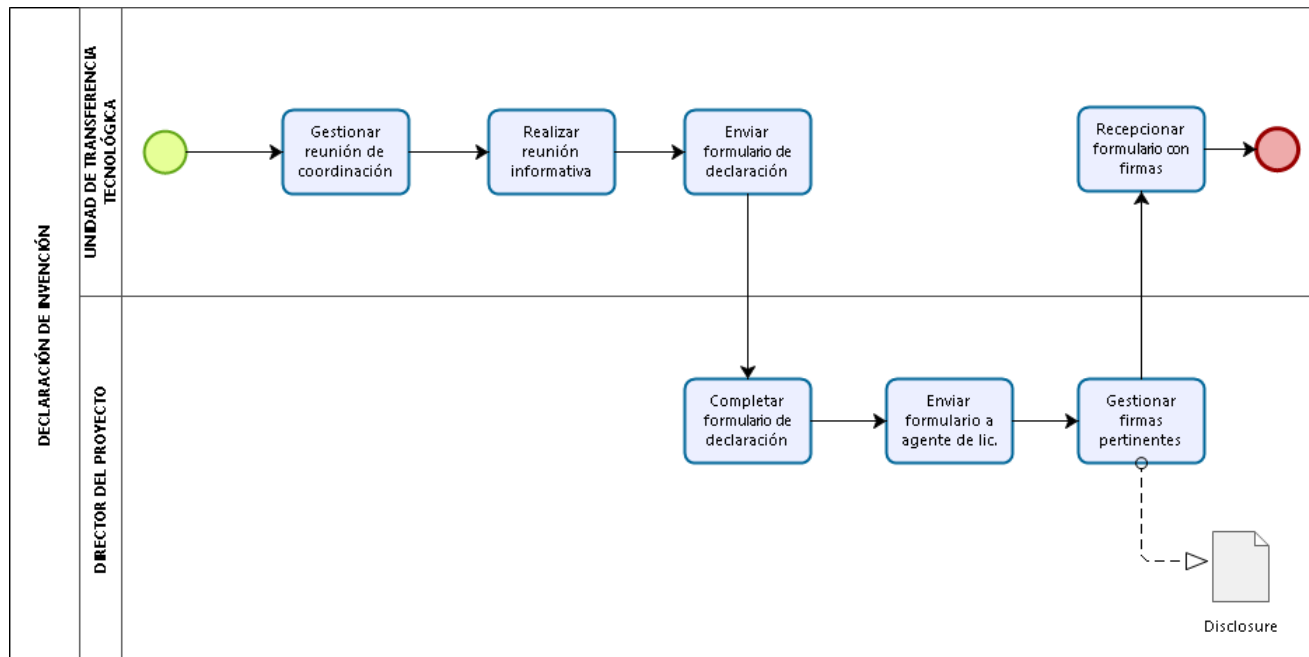 DECLARACIÓN DE INVENCIÓN
UNIDAD DE TRANSFERENCIA
TECNOLÓGICA
Gestionar
reunión de
coordinación
Realizar
reunión
informativa
Enviar
formulario de
declaración
Recepcionar
formulario con
firmas
DIRECTOR DEL PROYECTO
Completar
formulario de
declaración
Enviar
formulario a
agente de lic.
Gestionar
firmas
pertinentes
Disclosure